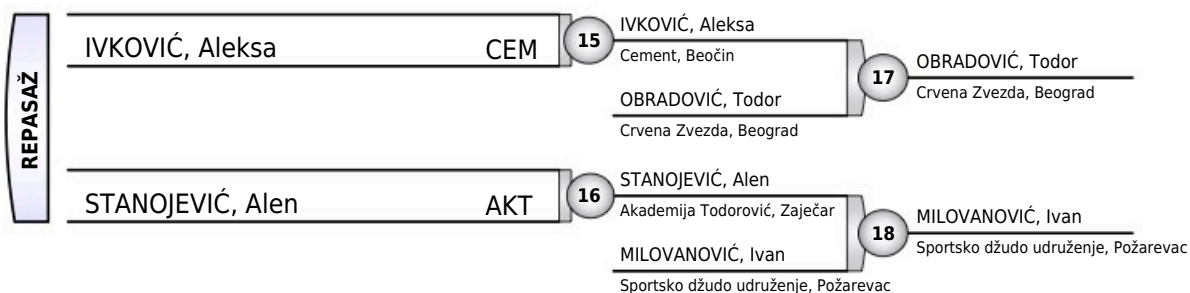 REPASAŽ
IVKOVIĆ, Aleksa CEM
15
IVKOVIĆ, Aleksa
Cement, Beočin
OBRADOVIĆ, Todor
Crvena Zvezda, Beograd
17
OBRADOVIĆ, Todor
Crvena Zvezda, Beograd
STANOJEVIĆ, Alen AKT
16
STANOJEVIĆ, Alen
Akademija Todorović, Zaječar
MILOVANOVIĆ, Ivan
Sportsko džudo udruženje, Požarevac
18
MILOVANOVIĆ, Ivan
Sportsko džudo udruženje, Požarevac